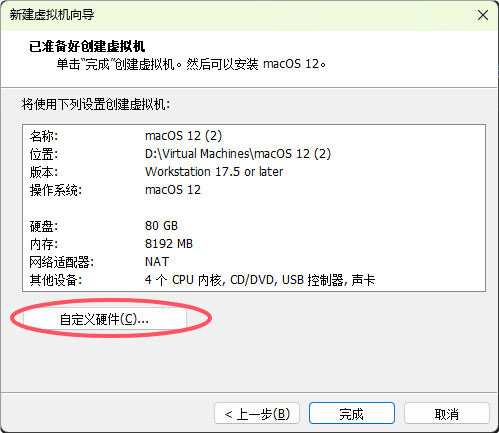 新建虚拟机向导
已准备好创建虚拟机
单击“完成”创建虚拟机。然后可以安装 macOS 12。
将使用下列设置创建虚拟机:
名称: macOS 12 (2)
位置: D:\Virtual Machines\macOS 12 (2)
版本: Workstation 17.5 or later
操作系统: macOS 12
硬盘: 80 GB
内存: 8192 MB
网络适配器: NAT
其他设备: 4 个 CPU 内核, CD/DVD, USB 控制器, 声卡
自定义硬件(C)...
< 上一步(B) 完成 取消